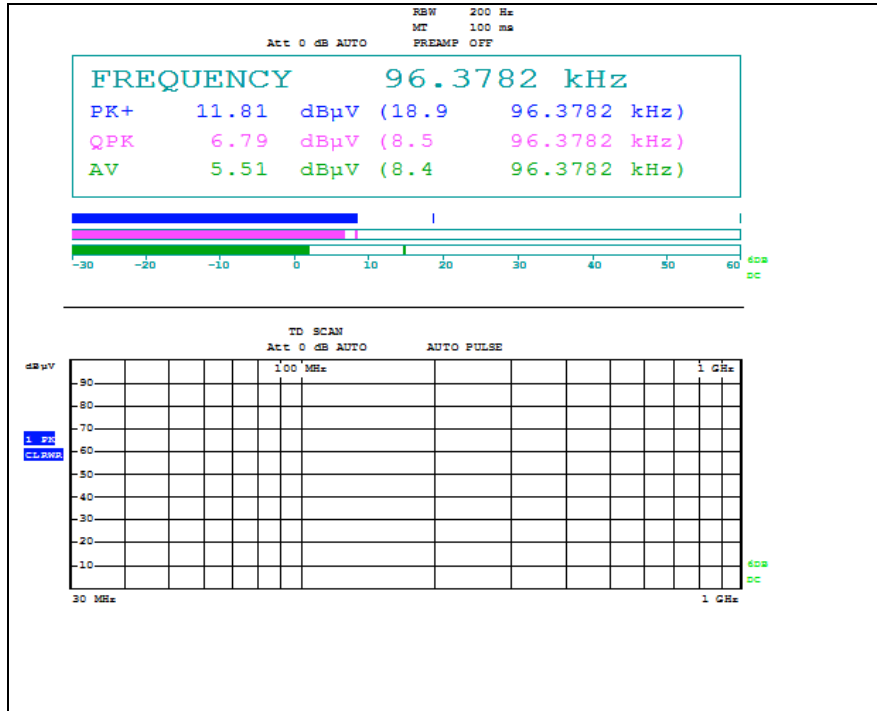 RBW 200 Hz
MT 100 ms
Att 0 dB AUTO PREAMP OFF
FREQUENCY 96.3782 kHz
PK+ 11.81 dBµV (18.9 96.3782 kHz)
QPK 6.79 dBµV (8.5 96.3782 kHz)
AV 5.51 dBµV (8.4 96.3782 kHz)
-30 -20 -10 0 10 20 30 40 50 60
6DB
DC
TD SCAN
Att 0 dB AUTO AUTO PULSE
dBµV
100 MHz 1 GHz
90
80
70
1 PK
60
CLRWR
50
40
30
20
10
6DB
DC
30 MHz 1 GHz